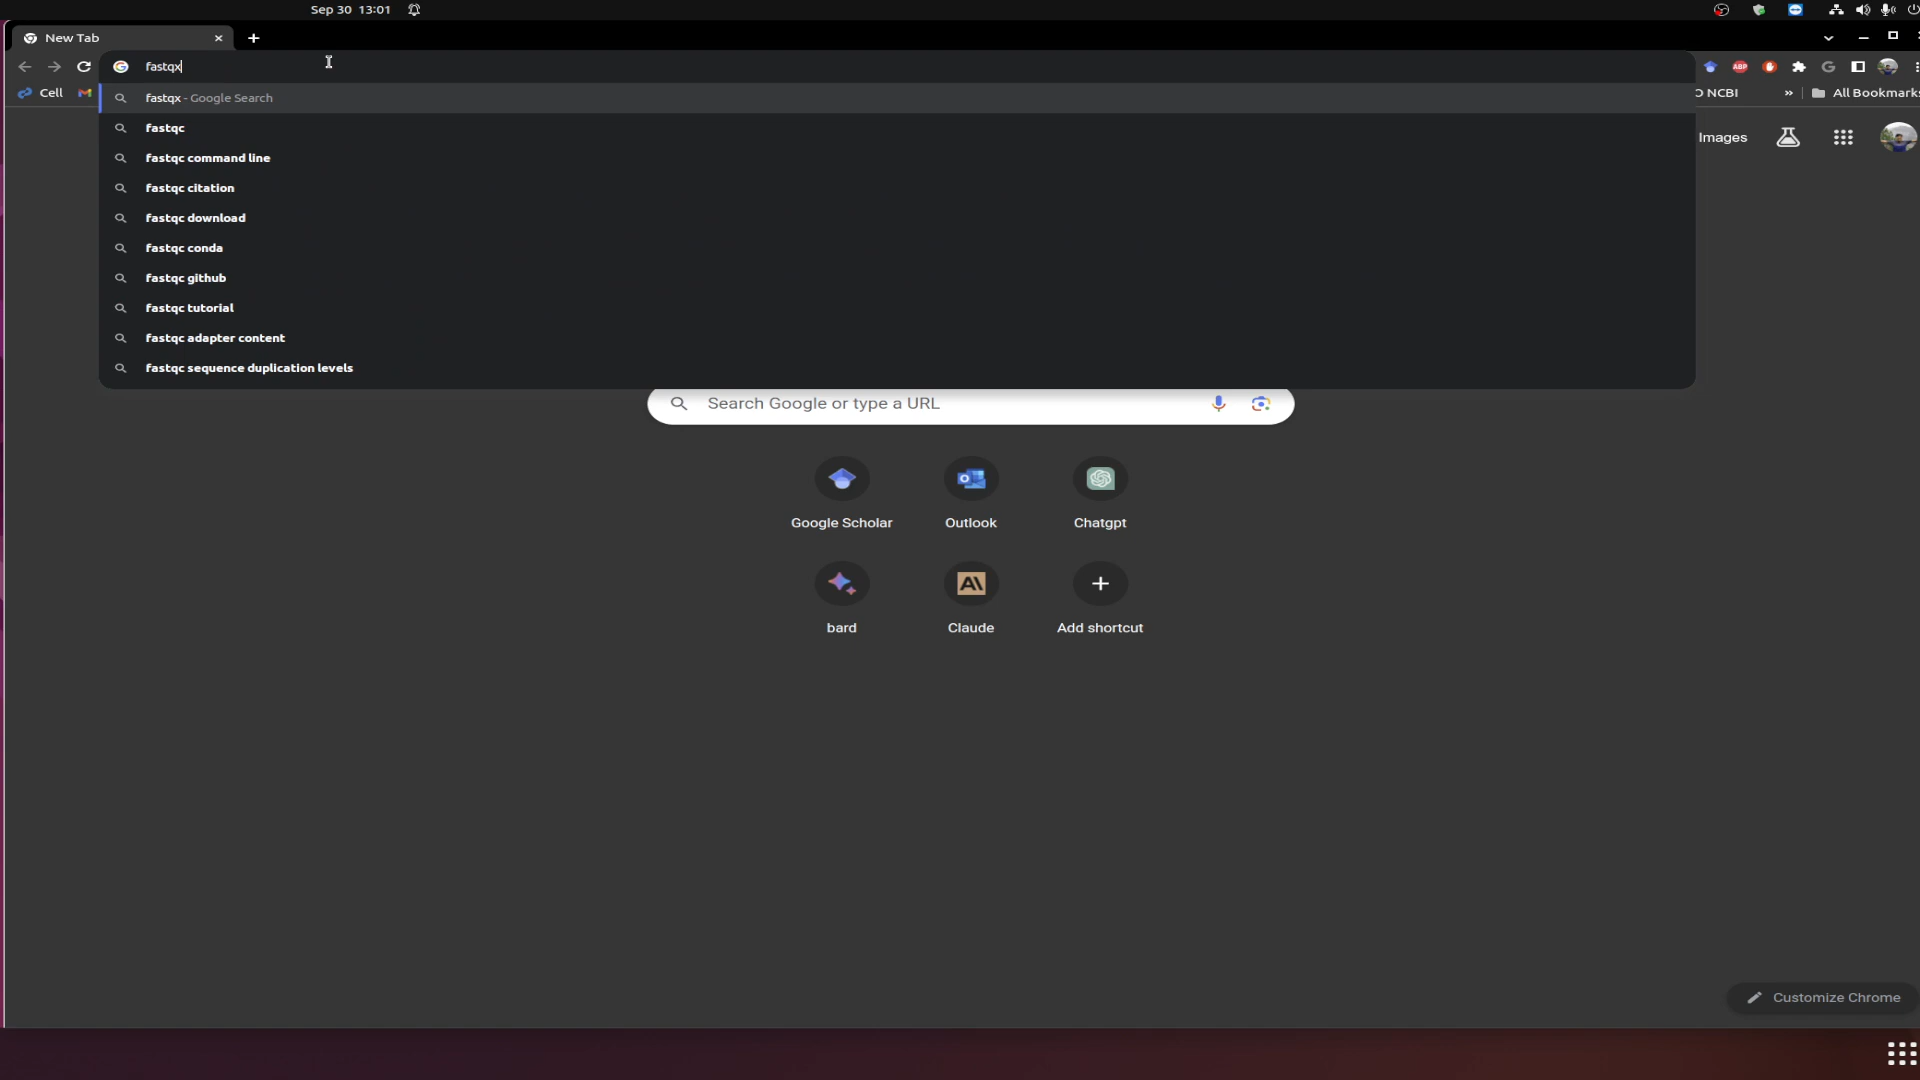 Sep 30 13:01
New Tab
fastqx
fastqx - Google Search
fastqc
fastqc command line
fastqc citation
fastqc download
fastqc conda
fastqc github
fastqc tutorial
fastqc adapter content
fastqc sequence duplication levels
ABP
Cell
NCBI
All Bookmarks
Images
Search Google or type a URL
Google Scholar
Outlook
Chatgpt
bard
Claude
Add shortcut
Customize Chrome